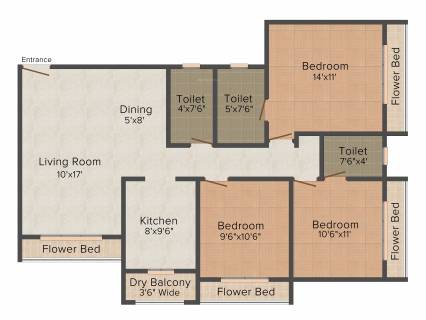 Entrance
Bedroom
14'x11'
Flower Bed
Toilet
4'x7'6"
Toilet
5'x7'6"
Dining
5'x8'
Toilet
7'6"x4'
Living Room
10'x17'
Kitchen
8'x9'6"
Bedroom
9'6"x10'6"
Bedroom
10'6"x11'
Flower Bed
Flower Bed
Dry Balcony
3'6" Wide
Flower Bed